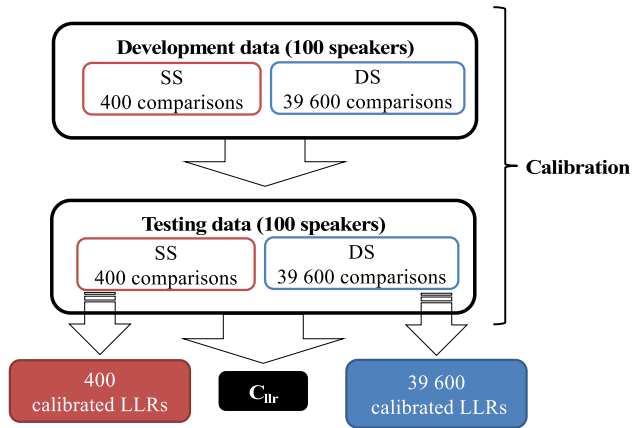 Development data (100 speakers)
SS
400 comparisons
DS
39 600 comparisons
Calibration
Testing data (100 speakers)
SS
400 comparisons
DS
39 600 comparisons
400
calibrated LLRs
Cllr
39 600
calibrated LLRs